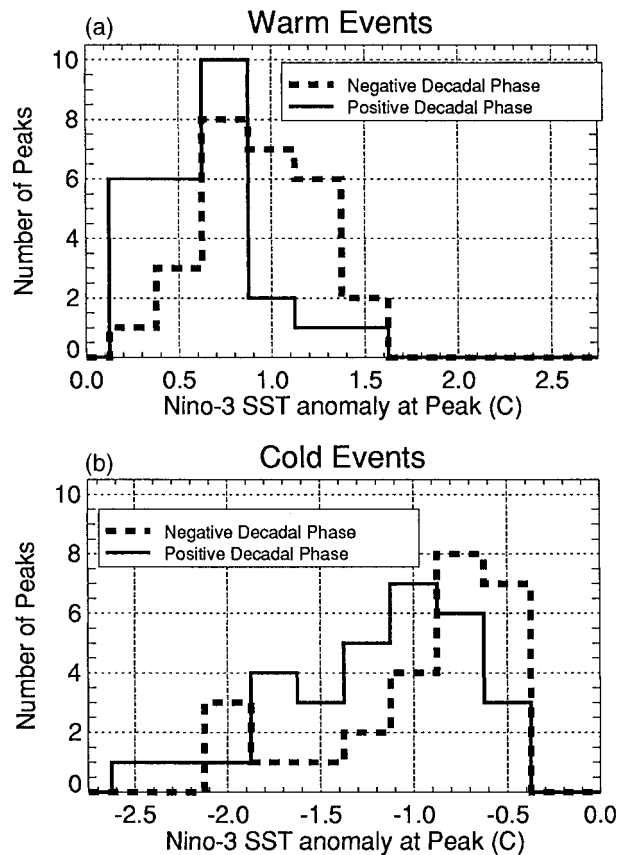 (a)
Warm Events
10
8
6
4
2
0
Number of Peaks
Negative Decadal Phase
Positive Decadal Phase
0.0 0.5 1.0 1.5 2.0 2.5
Nino-3 SST anomaly at Peak (C)
(b)
Cold Events
10
8
6
4
2
0
Number of Peaks
Negative Decadal Phase
Positive Decadal Phase
-2.5 -2.0 -1.5 -1.0 -0.5 0.0
Nino-3 SST anomaly at Peak (C)